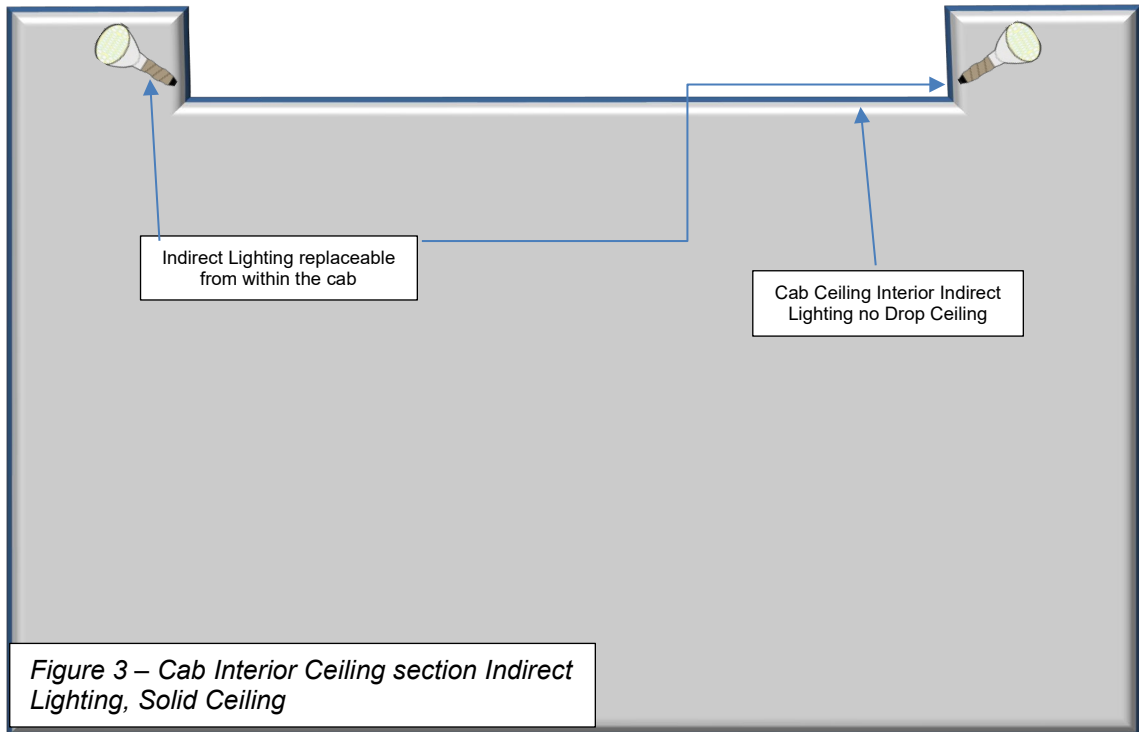 Indirect Lighting replaceable
from within the cab
Cab Ceiling Interior Indirect
Lighting no Drop Ceiling
Figure 3 – Cab Interior Ceiling section Indirect
Lighting, Solid Ceiling